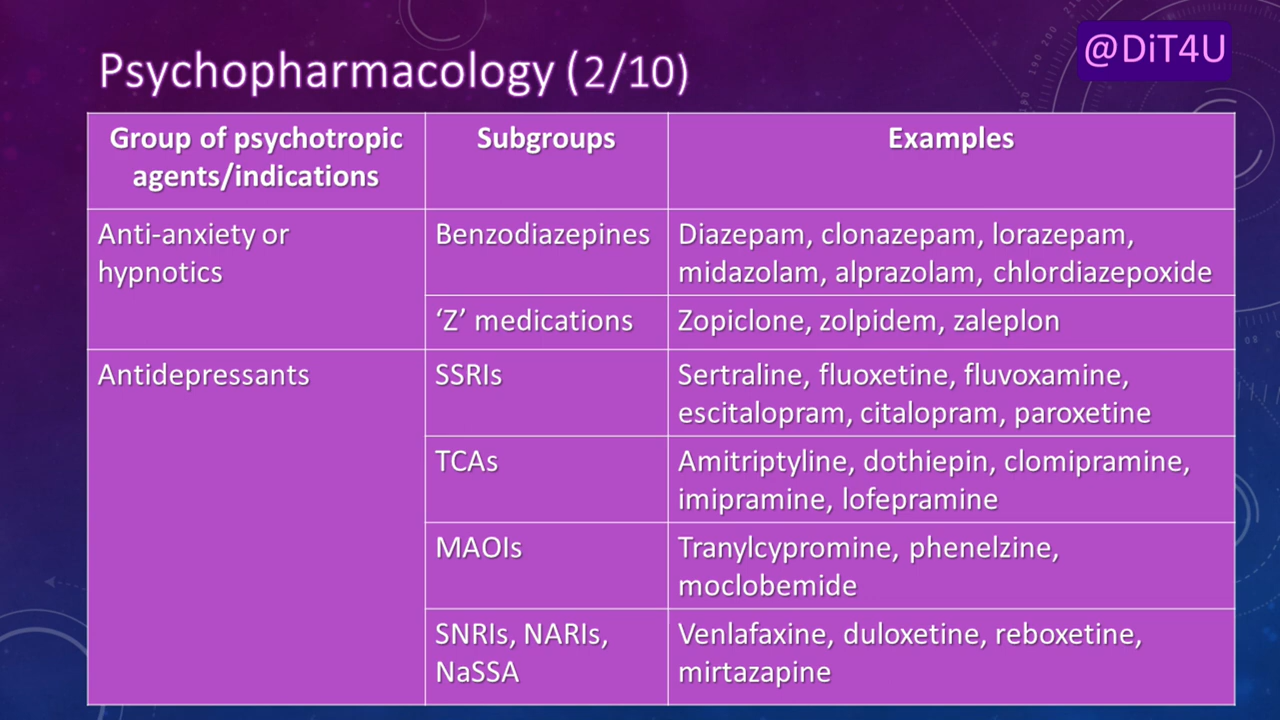 @DiT4U
Psychopharmacology (2/10)
Group of psychotropic
agents/indications
Subgroups
Examples
Anti-anxiety or
hypnotics
Benzodiazepines
Diazepam, clonazepam, lorazepam,
midazolam, alprazolam, chlordiazepoxide
‘Z’ medications
Zopiclone, zolpidem, zaleplon
Antidepressants
SSRIs
Sertraline, fluoxetine, fluvoxamine,
escitalopram, citalopram, paroxetine
TCAs
Amitriptyline, dothiepin, clomipramine,
imipramine, lofepramine
MAOIs
Tranylcypromine, phenelzine,
moclobemide
SNRIs, NARIs,
NaSSA
Venlafaxine, duloxetine, reboxetine,
mirtazapine